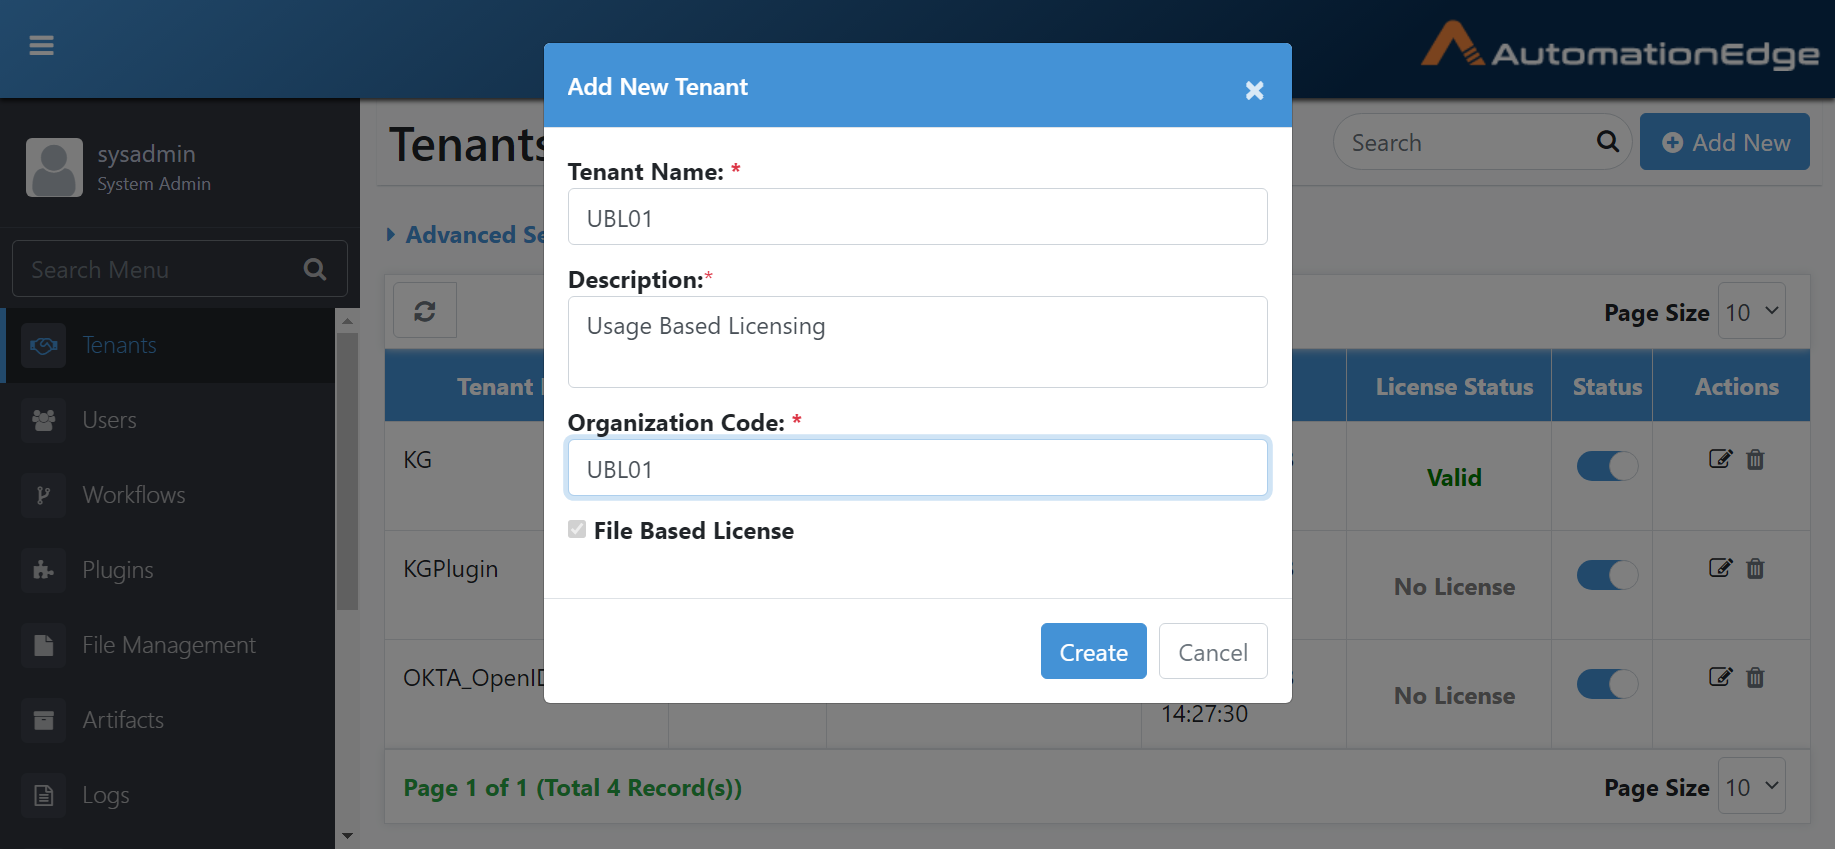 AutomationEdge
sysadmin
System Admin
Search Menu
Tenants
Users
Workflows
Plugins
File Management
Artifacts
Logs
Tenants
Search
Add New
Advanced
Page Size 10
Tenant
License Status
Status
Actions
KG
Valid
KGPlugin
No License
OKTA_OpenID
No License
14:27:30
Page 1 of 1 (Total 4 Record(s))
Page Size 10
Add New Tenant
Tenant Name: *
UBL01
Description:*
Usage Based Licensing
Organization Code: *
UBL01
File Based License
Create
Cancel